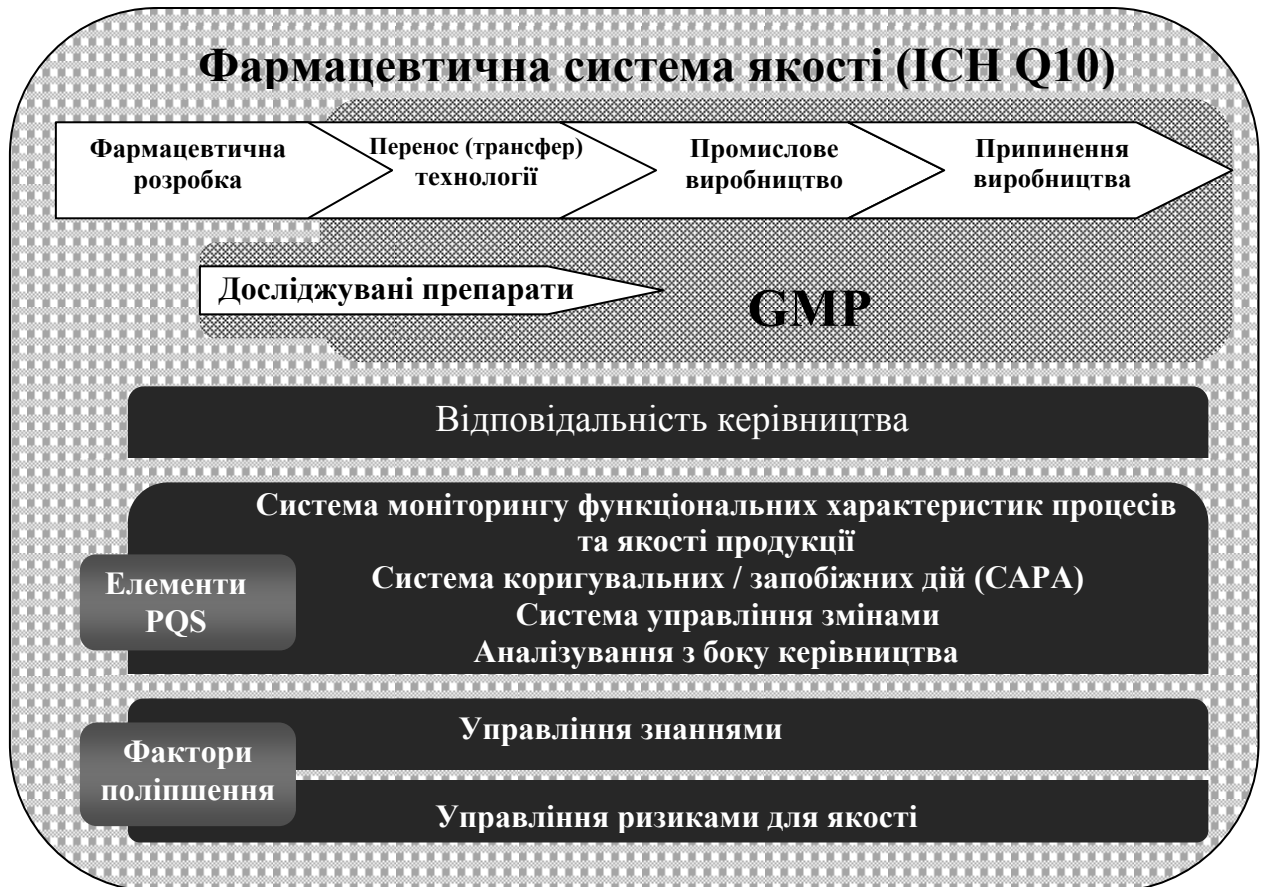 Фармацевтична система якості (ICH Q10)
Фармацевтична
розробка
Перенос (трансфер)
технології
Промислове
виробництво
Припинення
виробництва
Досліджувані препарати
GMP
Відповідальність керівництва
Система моніторингу функціональних характеристик процесів
та якості продукції
Система коригувальних / запобіжних дій (CAPA)
Система управління змінами
Аналізування з боку керівництва
Елементи
PQS
Управління знаннями
Фактори
поліпшення
Управління ризиками для якості